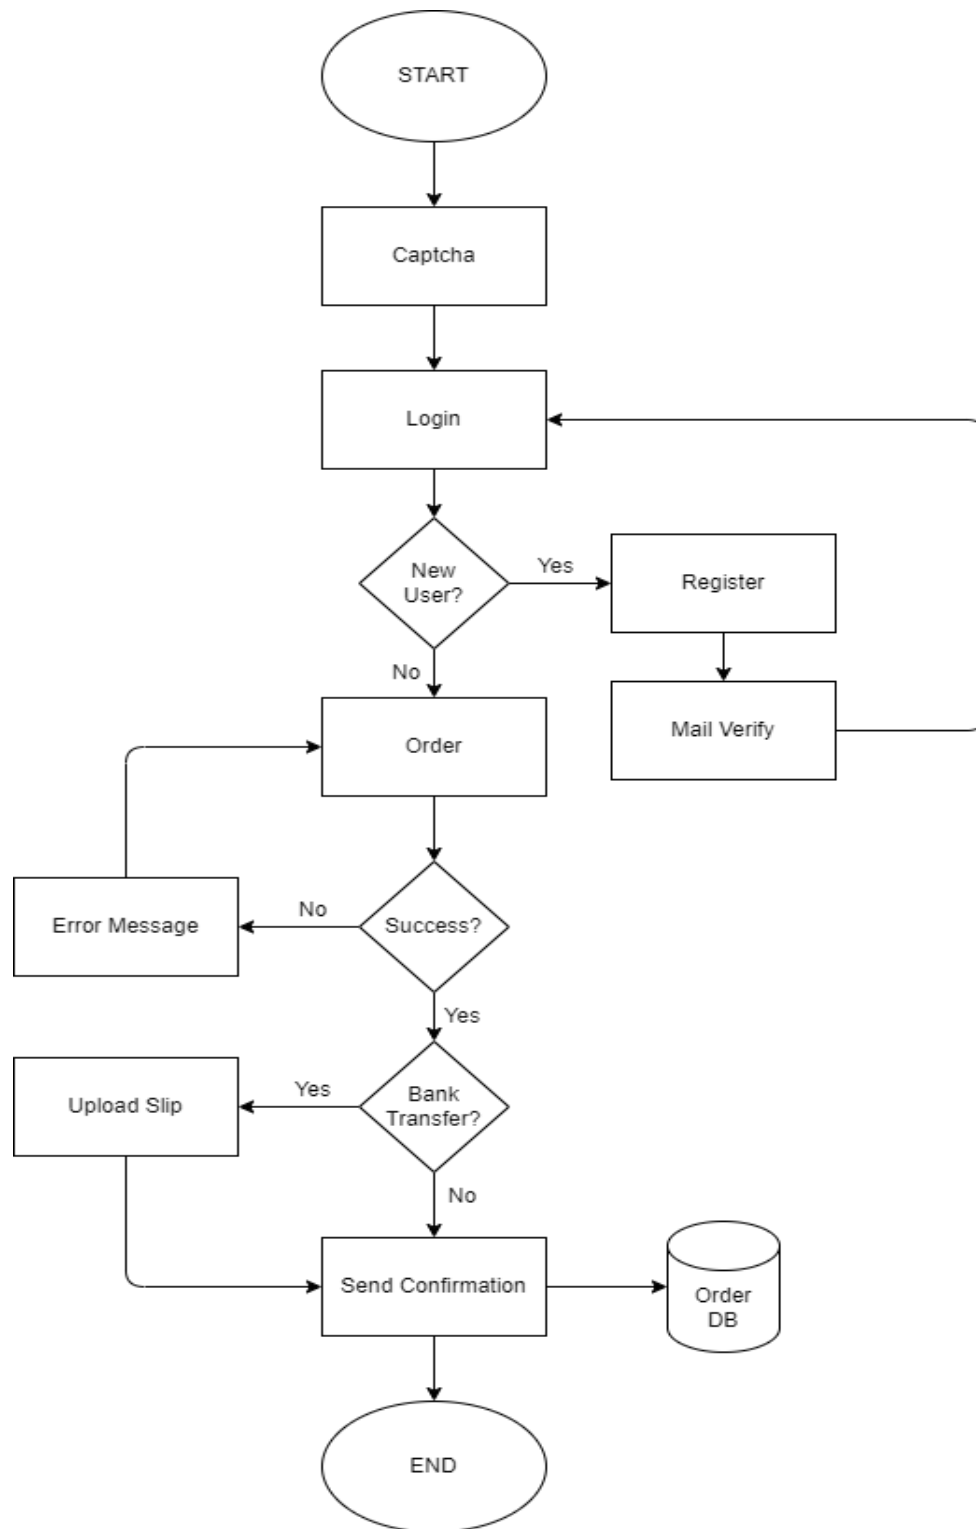 START
Captcha
Login
New
User?
Yes
Register
No
Mail Verify
Order
Error Message
No
Success?
Yes
Upload Slip
Yes
Bank
Transfer?
No
Send Confirmation
Order
DB
END